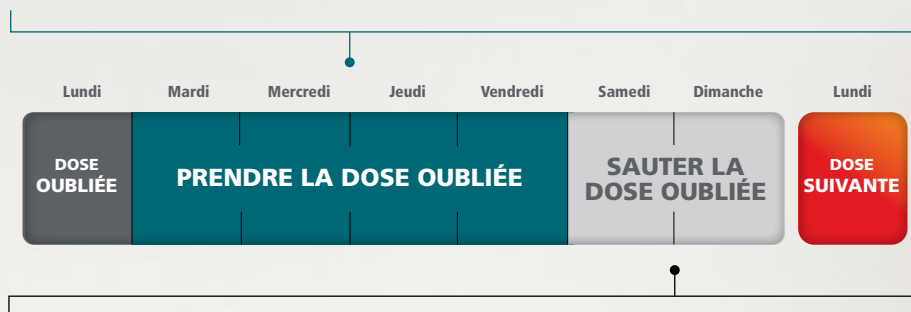 Lundi Mardi Mercredi Jeudi Vendredi Samedi Dimanche Lundi
DOSE
OUBLIÉE
PRENDRE LA DOSE OUBLIÉE
SAUTER LA
DOSE OUBLIÉE
DOSE
SUIVANTE